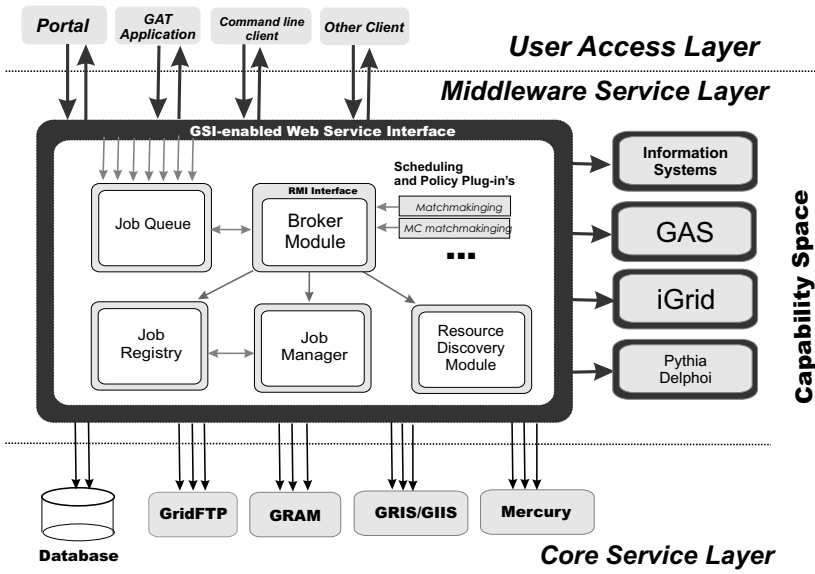 Portal
GAT
Application
Command line
client
Other Client
User Access Layer
Middleware Service Layer
GSI-enabled Web Service Interface
Scheduling
and Policy Plug-in's
RMI Interface
Job Queue
Broker
Module
Matchmakinging
MC matchmakinging
...
Job
Registry
Job
Manager
Resource
Discovery
Module
Information
Systems
GAS
iGrid
Pythia
Delphoi
Capability Space
Database
GridFTP
GRAM
GRIS/GIIS
Mercury
Core Service Layer